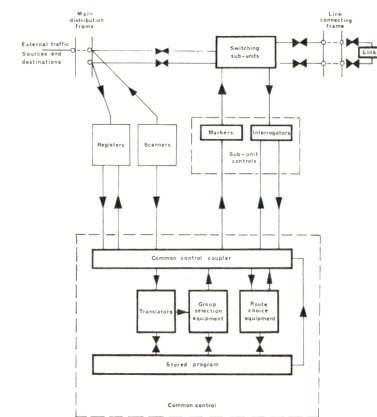 Main
distribution
frame
Link
connecting
frame
External traffic
Sources and
destinations
Switching
sub-units
Link
Registers
Scanners
Markers
Interrogators
Sub-unit
controls
Common control coupler
Translators
Group
selection
equipment
Route
choice
equipment
Stored program
Common control